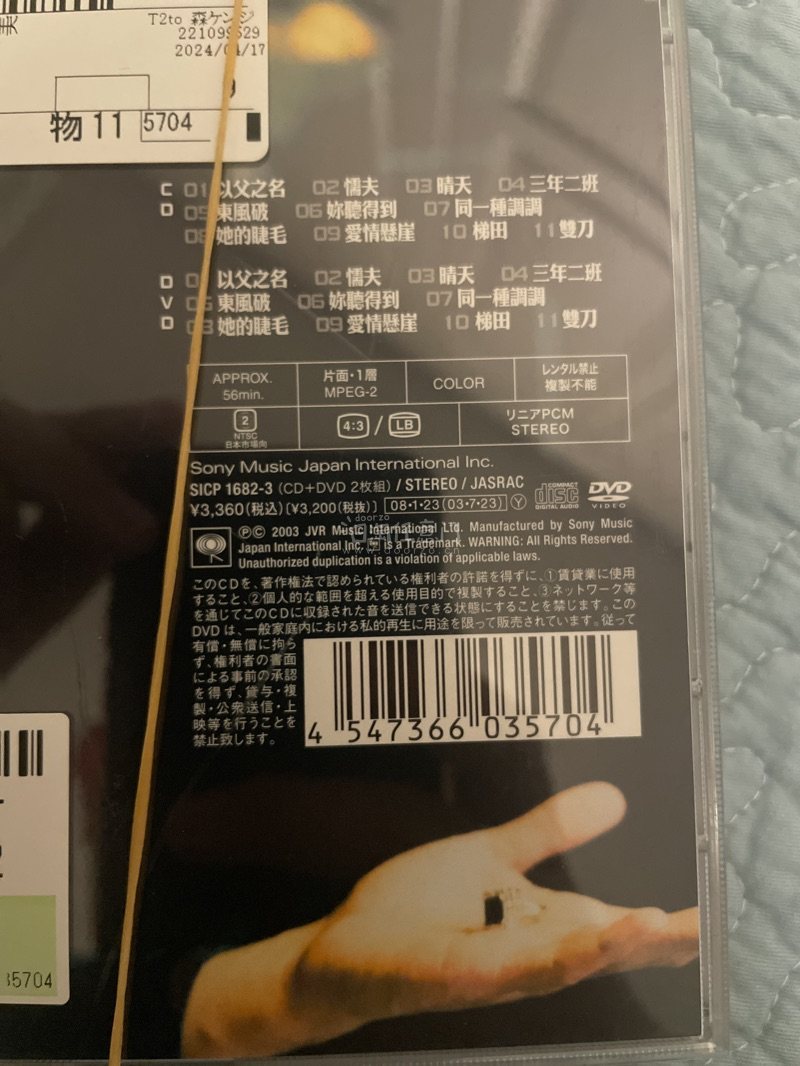 T2to 森ケンジ
221099529
2024/04/17
物 11 5704
CD 01 以父之名 02 懦夫 03 晴天 04 三年二班
05 東風破 06 妳聽得到 07 同一種調調
08 她的睫毛 09 愛情懸崖 10 梯田 11 雙刀
DVD 01 以父之名 02 懦夫 03 晴天 04 三年二班
05 東風破 06 妳聽得到 07 同一種調調
08 她的睫毛 09 愛情懸崖 10 梯田 11 雙刀
APPROX. 56min.
片面・1層 MPEG-2
COLOR
レンタル禁止 複製不能
2 NTSC 日本市場向
4:3 / LB
リニアPCM STEREO
Sony Music Japan International Inc.
SICP 1682-3 (CD+DVD 2枚組) / STEREO / JASRAC
¥3,360(税込)〔¥3,200(税抜)〕 08・1・23 (03・7・23) Y COMPACT disc DIGITAL AUDIO DVD VIDEO
℗© 2003 JVR Music International Ltd. Manufactured by Sony Music
Japan International Inc. is a Trademark. WARNING: All Rights Reserved.
Unauthorized duplication is a violation of applicable laws.
doorzo
www.doorzo.cn
このCDを、著作権法で認められている権利者の許諾を得ずに、①賃貸業に使用
すること、②個人的な範囲を超える使用目的で複製すること、③ネットワーク等
を通じてこのCDに収録された音を送信できる状態にすることを禁じます。この
DVDは、一般家庭内における私的再生に用途を限って販売されています。従って
有償・無償に拘ら
ず、権利者の書面
による事前の承認
を得ず、貸与・複
製・公衆送信・上
映等を行うことを
禁止致します。
4 547366 035704
35704